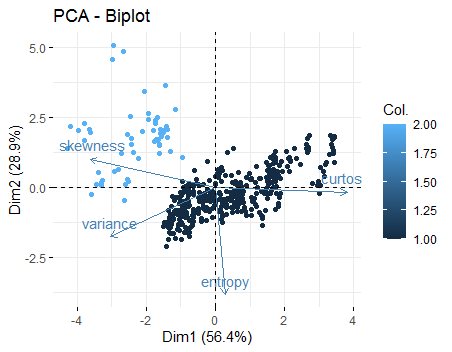 PCA - Biplot
5.0
2.5
0.0
-2.5
Dim2 (28.9%)
skewness
variance
curtos
entropy
-4
-2
0
2
4
Dim1 (56.4%)
Col.
2.00
1.75
1.50
1.25
1.00